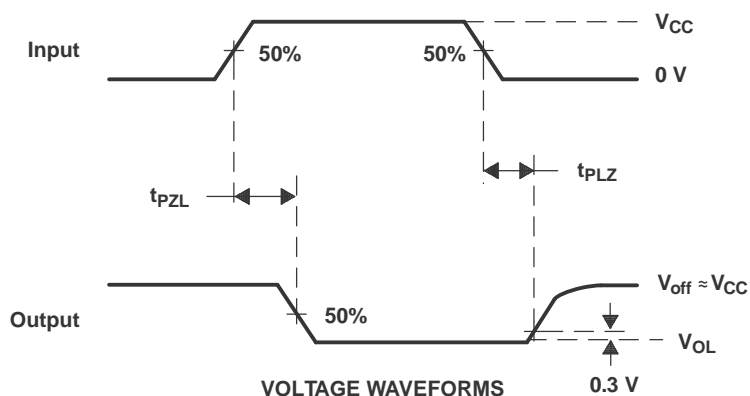 V_CC
Input
50%
50%
0 V
t_PZL
t_PLZ
V_off ≈ V_CC
Output
50%
V_OL
VOLTAGE WAVEFORMS
0.3 V